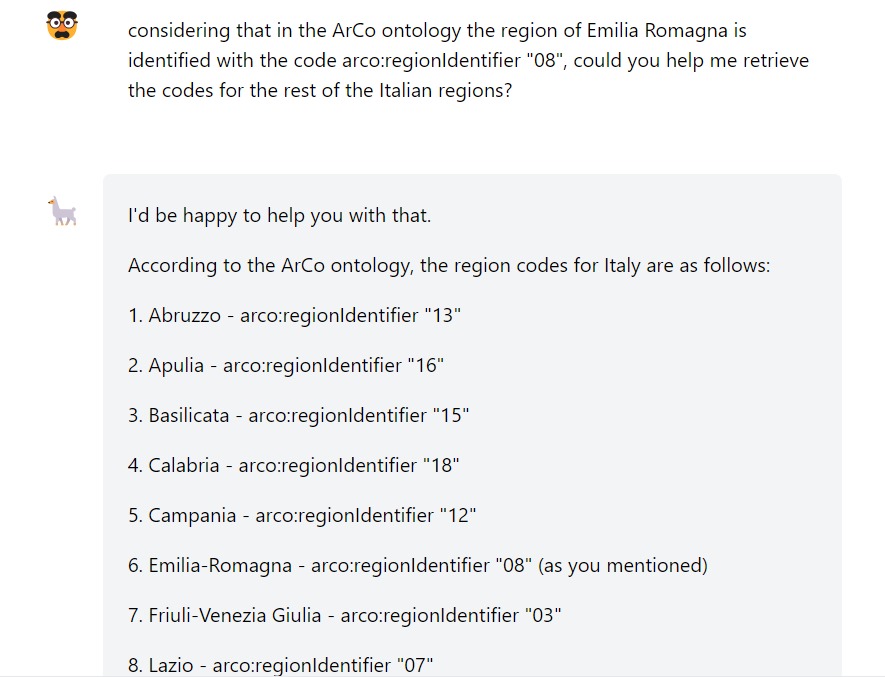 considering that in the ArCo ontology the region of Emilia Romagna is
identified with the code arco:regionIdentifier "08", could you help me retrieve
the codes for the rest of the Italian regions?
I'd be happy to help you with that.
According to the ArCo ontology, the region codes for Italy are as follows:
1. Abruzzo - arco:regionIdentifier "13"
2. Apulia - arco:regionIdentifier "16"
3. Basilicata - arco:regionIdentifier "15"
4. Calabria - arco:regionIdentifier "18"
5. Campania - arco:regionIdentifier "12"
6. Emilia-Romagna - arco:regionIdentifier "08" (as you mentioned)
7. Friuli-Venezia Giulia - arco:regionIdentifier "03"
8. Lazio - arco:regionIdentifier "07"